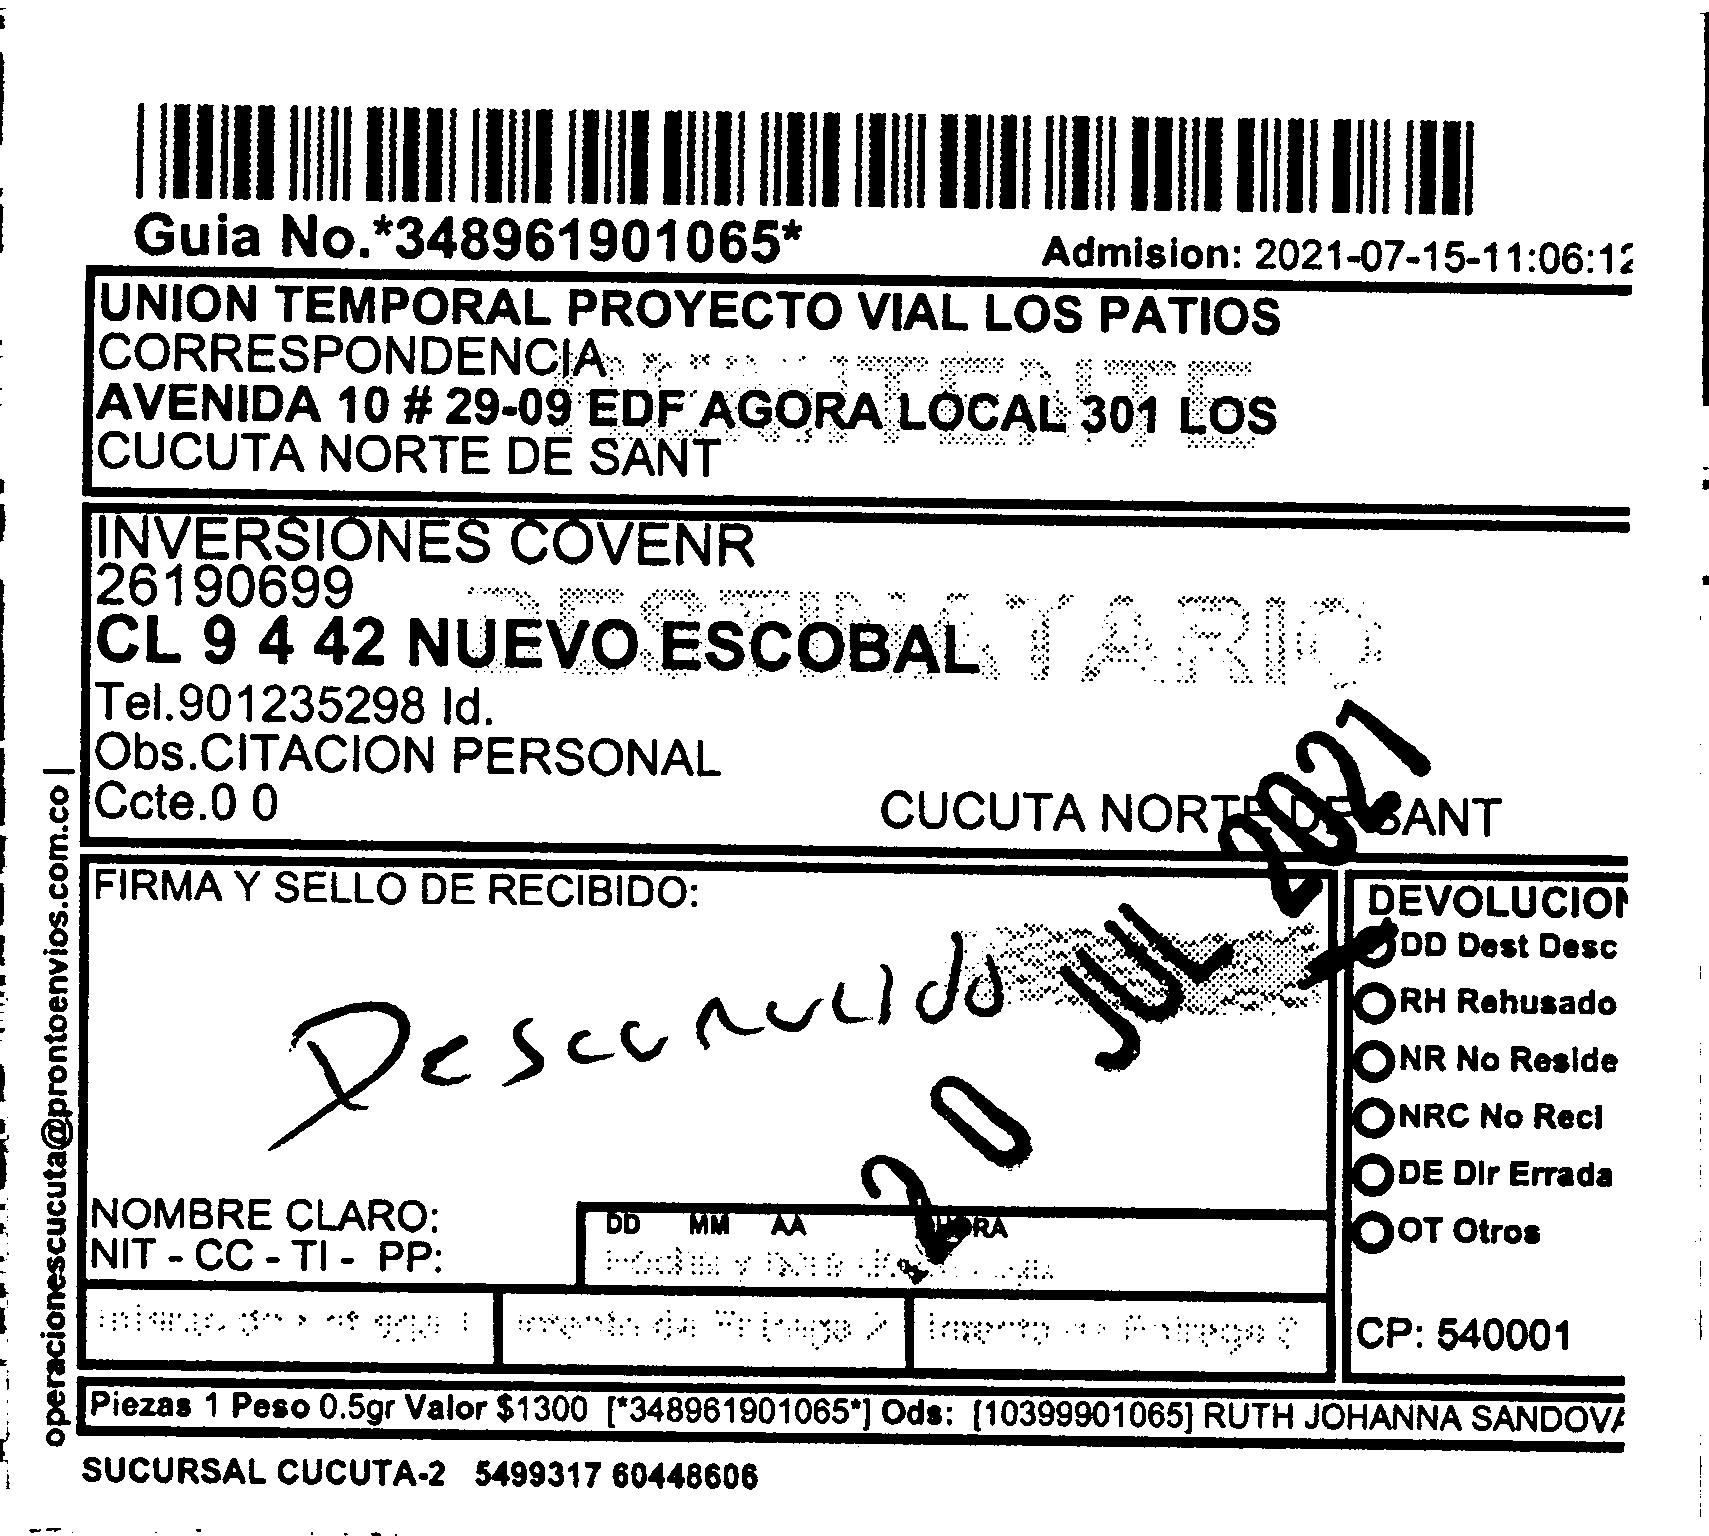 Guia No.*348961901065*
Admision: 2021-07-15-11:06:12
UNION TEMPORAL PROYECTO VIAL LOS PATIOS
CORRESPONDENCIA
AVENIDA 10 # 29-09 EDF AGORA LOCAL 301 LOS
CUCUTA NORTE DE SANT
INVERSIONES COVENR
26190699
DESTINATARIO
CL 9 4 42 NUEVO ESCOBAL
Tel.901235298 Id.
Obs.CITACION PERSONAL
Ccte.0 0
CUCUTA NORTE DE SANT
FIRMA Y SELLO DE RECIBIDO:
Desconocido
20 JUL 2021
NOMBRE CLARO:
NIT - CC - TI - PP:
DD MM AA HORA
DEVOLUCION
DD Dest Desc
RH Rehusado
NR No Reside
NRC No Reci
DE Dir Errada
OT Otros
CP: 540001
Piezas 1 Peso 0.5gr Valor $1300 [*348961901065*] Ods: [10399901065] RUTH JOHANNA SANDOVA
SUCURSAL CUCUTA-2 5499317 60448606
operacionescucuta@prontoenvios.com.co |